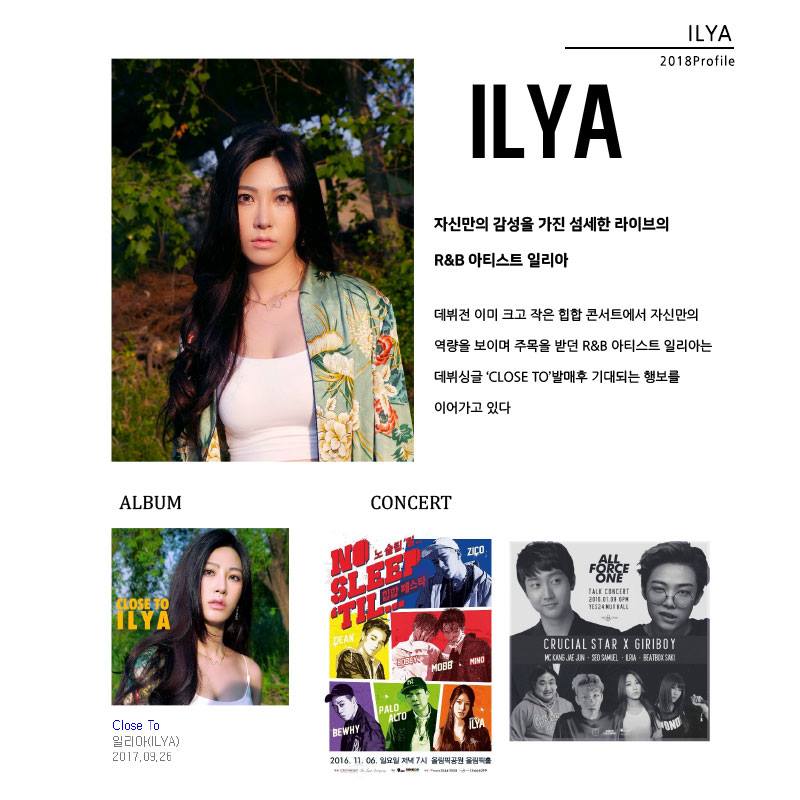 ILYA
2018Profile
ILYA
자신만의 감성을 가진 섬세한 라이브의
R&B 아티스트 일리아
데뷔전 이미 크고 작은 힙합 콘서트에서 자신만의
역량을 보이며 주목을 받던 R&B 아티스트 일리아는
데뷔싱글 ‘CLOSE TO’발매후 기대되는 행보를
이어가고 있다
ALBUM
CONCERT
CLOSE TO
ILYA
Close To
일리아(ILYA)
2017,09,26
NO
노 슬립 틸
SLEEP
'TIL...
힙합 페스타
ZICO
DEAN
BOBBY
MOBB
MINO
BEWHY
PALO
ALTO
ILYA
2016. 11. 06. 일요일 저녁 7시 올림픽공원 올림픽홀
ALL
FORCE
ONE
TALK CONCERT
2016.01.09 6PM
YES24 MUV HALL
CRUCIAL STAR X GIRIBOY
MC KANG JAE JUN · SEO SAMUEL · ILRIA · BEATBOX SAKI